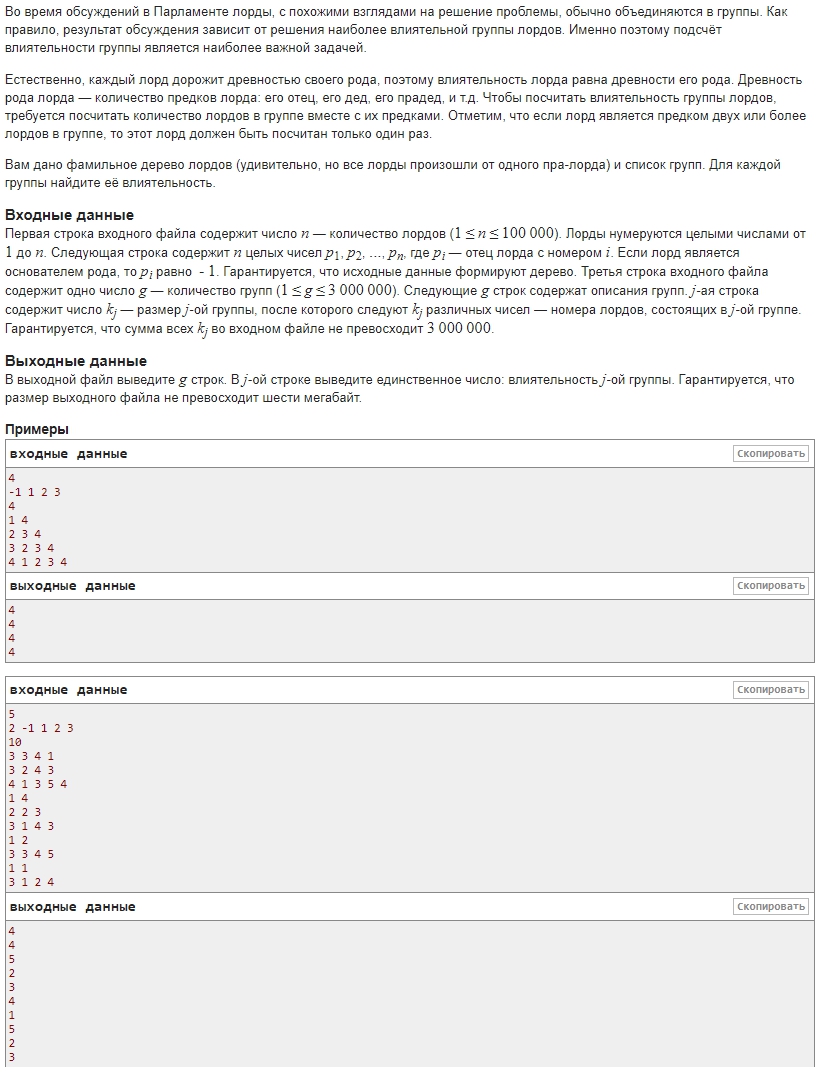 Во время обсуждений в Парламенте лорды, с похожими взглядами на решение проблемы, обычно объединяются в группы. Как
правило, результат обсуждения зависит от решения наиболее влиятельной группы лордов. Именно поэтому подсчёт
влиятельности группы является наиболее важной задачей.
Естественно, каждый лорд дорожит древностью своего рода, поэтому влиятельность лорда равна древности его рода. Древность
рода лорда — количество предков лорда: его отец, его дед, его прадед, и т.д. Чтобы посчитать влиятельность группы лордов,
требуется посчитать количество лордов в группе вместе с их предками. Отметим, что если лорд является предком двух или более
лордов в группе, то этот лорд должен быть посчитан только один раз.
Вам дано фамильное дерево лордов (удивительно, но все лорды произошли от одного пра-лорда) и список групп. Для каждой
группы найдите её влиятельность.
Входные данные
Первая строка входного файла содержит число n — количество лордов (1 ≤ n ≤ 100 000). Лорды нумеруются целыми числами от
1 до n. Следующая строка содержит n целых чисел p1, p2, ..., pn, где pi — отец лорда с номером i. Если лорд является
основателем рода, то pi равно - 1. Гарантируется, что исходные данные формируют дерево. Третья строка входного файла
содержит одно число g — количество групп (1 ≤ g ≤ 3 000 000). Следующие g строк содержат описания групп. j-ая строка
содержит число kj — размер j-ой группы, после которого следуют kj различных чисел — номера лордов, состоящих в j-ой группе.
Гарантируется, что сумма всех kj во входном файле не превосходит 3 000 000.
Выходные данные
В выходной файл выведите g строк. В j-ой строке выведите единственное число: влиятельность j-ой группы. Гарантируется, что
размер выходного файла не превосходит шести мегабайт.
Примеры
входные данные Скопировать
4
-1 1 2 3
4
1 4
2 3 4
3 2 3 4
4 1 2 3 4
выходные данные Скопировать
4
4
4
4
входные данные Скопировать
5
2 -1 1 2 3
10
3 3 4 1
3 2 4 3
4 1 3 5 4
1 4
2 2 3
3 1 4 3
1 2
3 3 4 5
1 1
3 1 2 4
выходные данные Скопировать
4
4
5
2
3
4
1
5
2
3